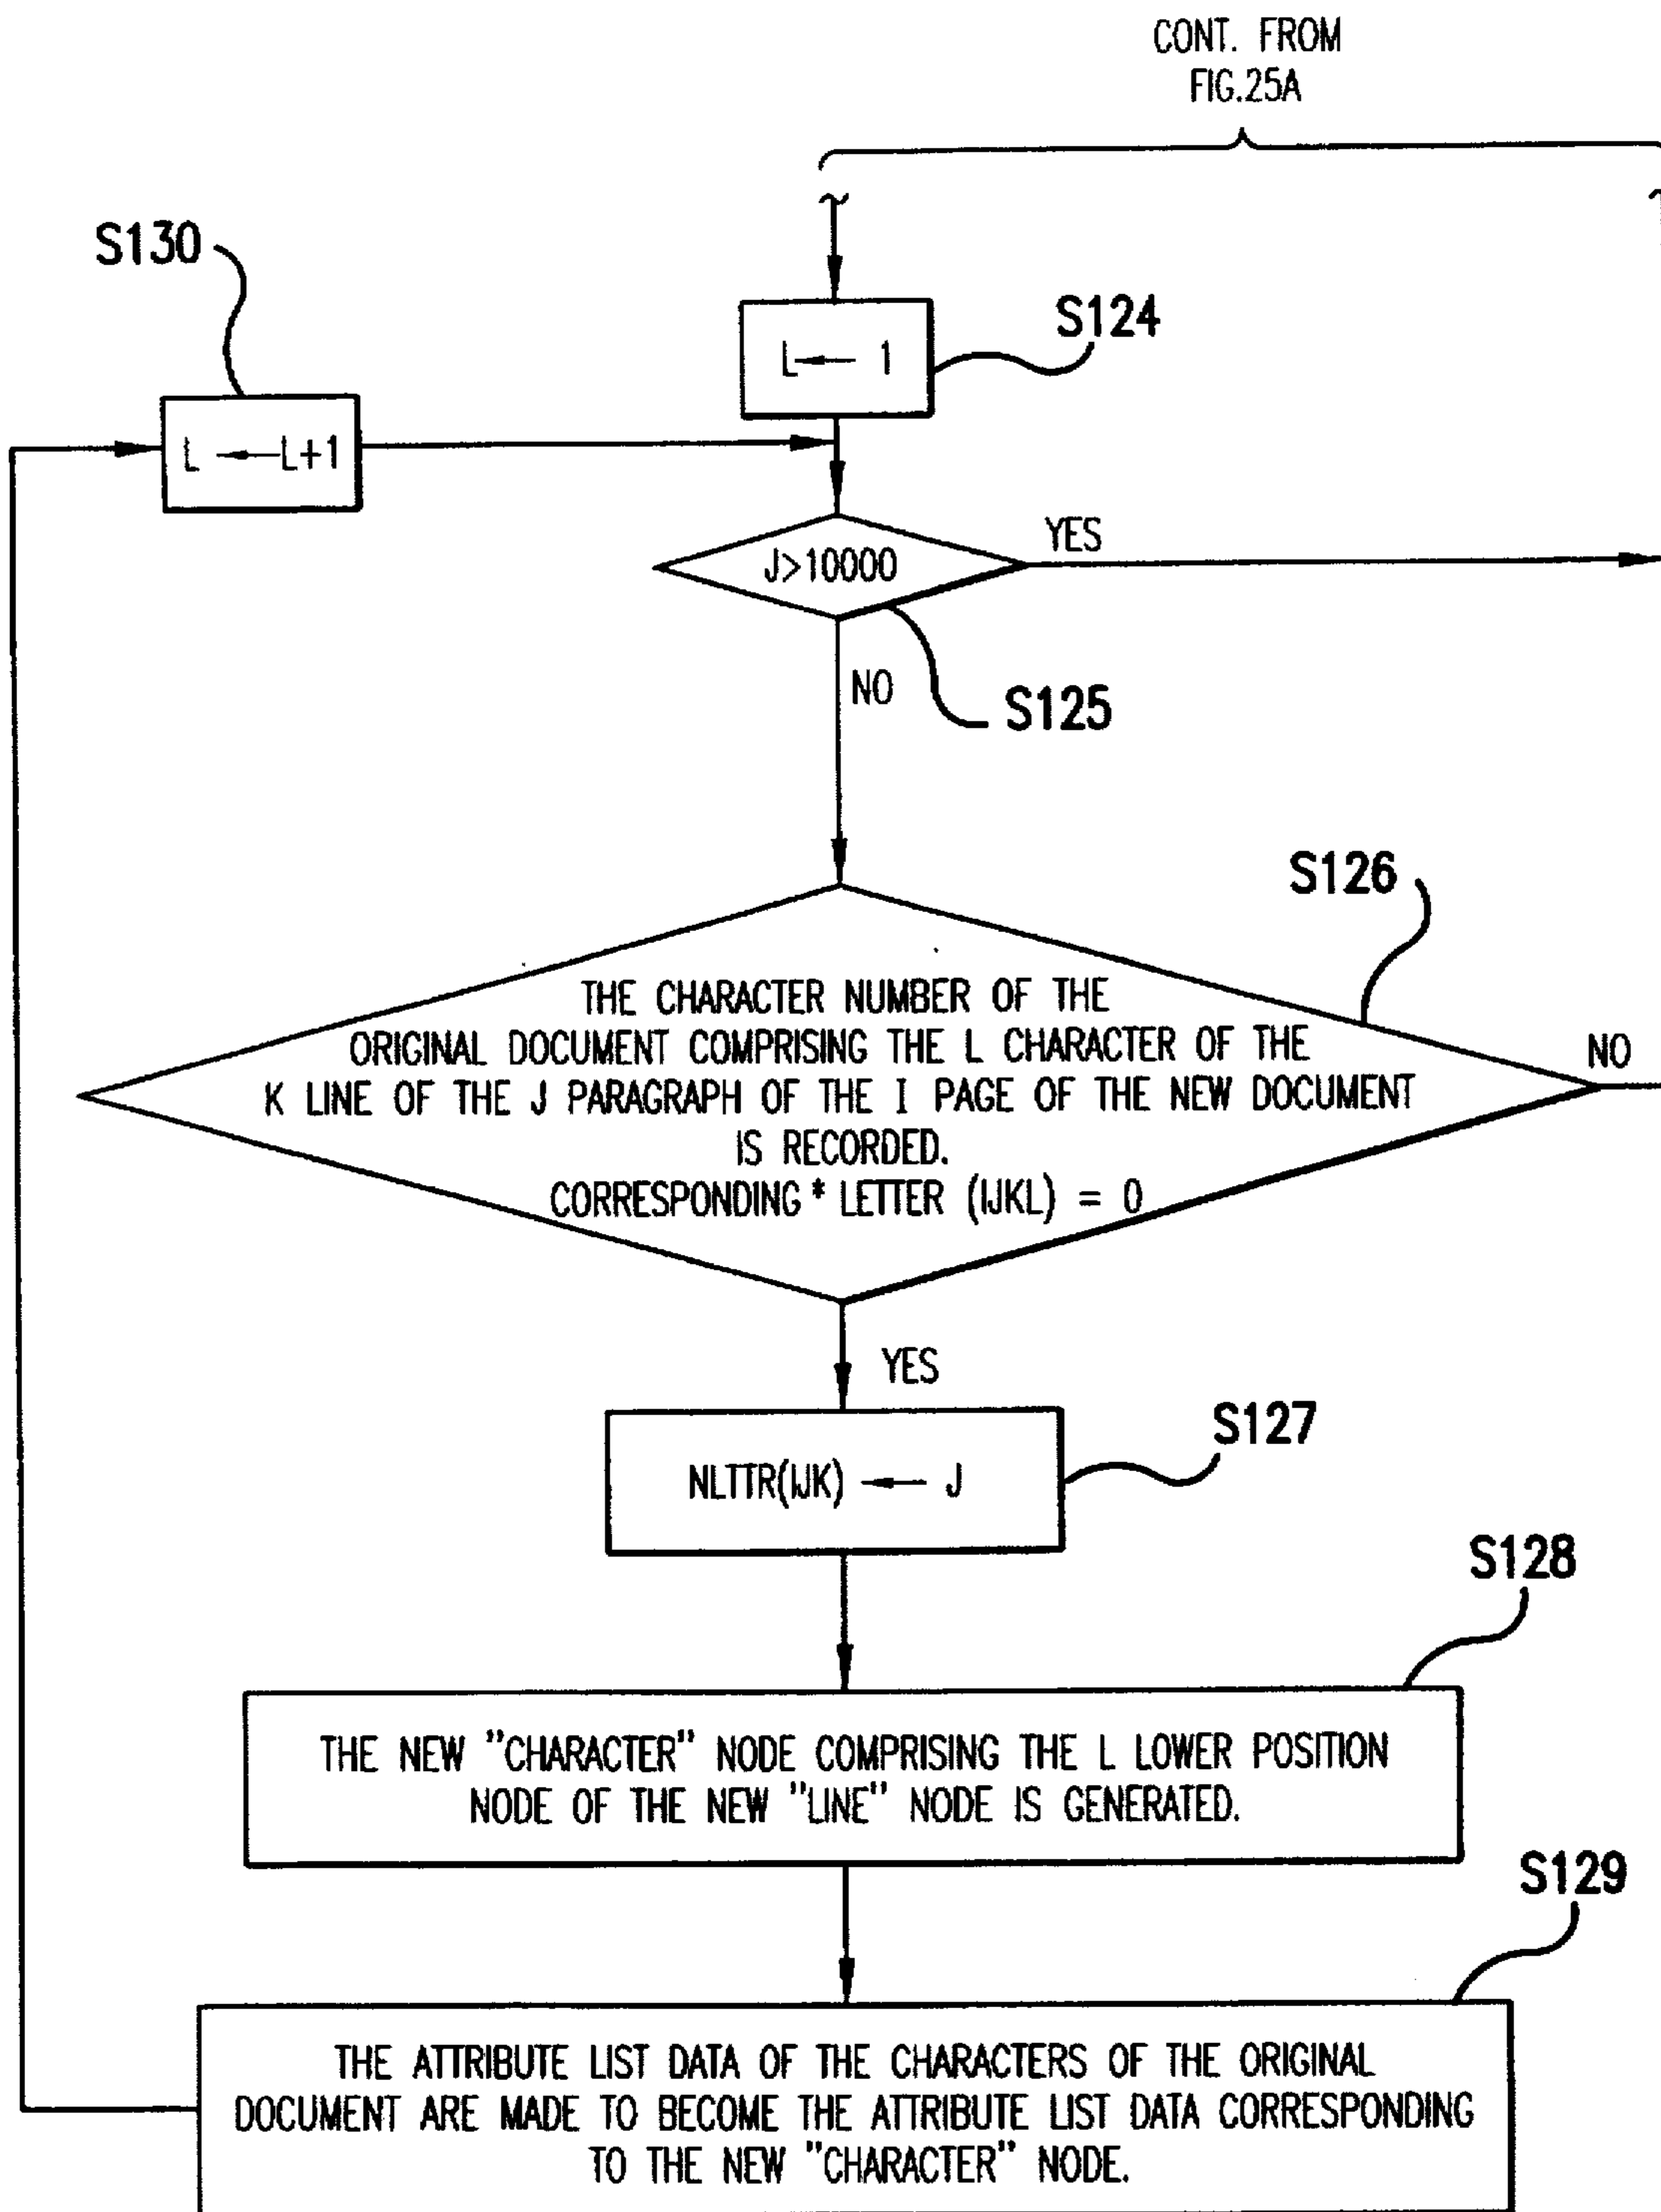 CONT. FROM
FIG.25A
S130
S124
L ← 1
L ← L+1
J>10000
YES
NO
S125
S126
THE CHARACTER NUMBER OF THE
ORIGINAL DOCUMENT COMPRISING THE L CHARACTER OF THE
K LINE OF THE J PARAGRAPH OF THE I PAGE OF THE NEW DOCUMENT
IS RECORDED.
CORRESPONDING * LETTER (IJKL) = 0
NO
YES
S127
NLTTR(IJK) ← J
S128
THE NEW "CHARACTER" NODE COMPRISING THE L LOWER POSITION
NODE OF THE NEW "LINE" NODE IS GENERATED.
S129
THE ATTRIBUTE LIST DATA OF THE CHARACTERS OF THE ORIGINAL
DOCUMENT ARE MADE TO BECOME THE ATTRIBUTE LIST DATA CORRESPONDING
TO THE NEW "CHARACTER" NODE.